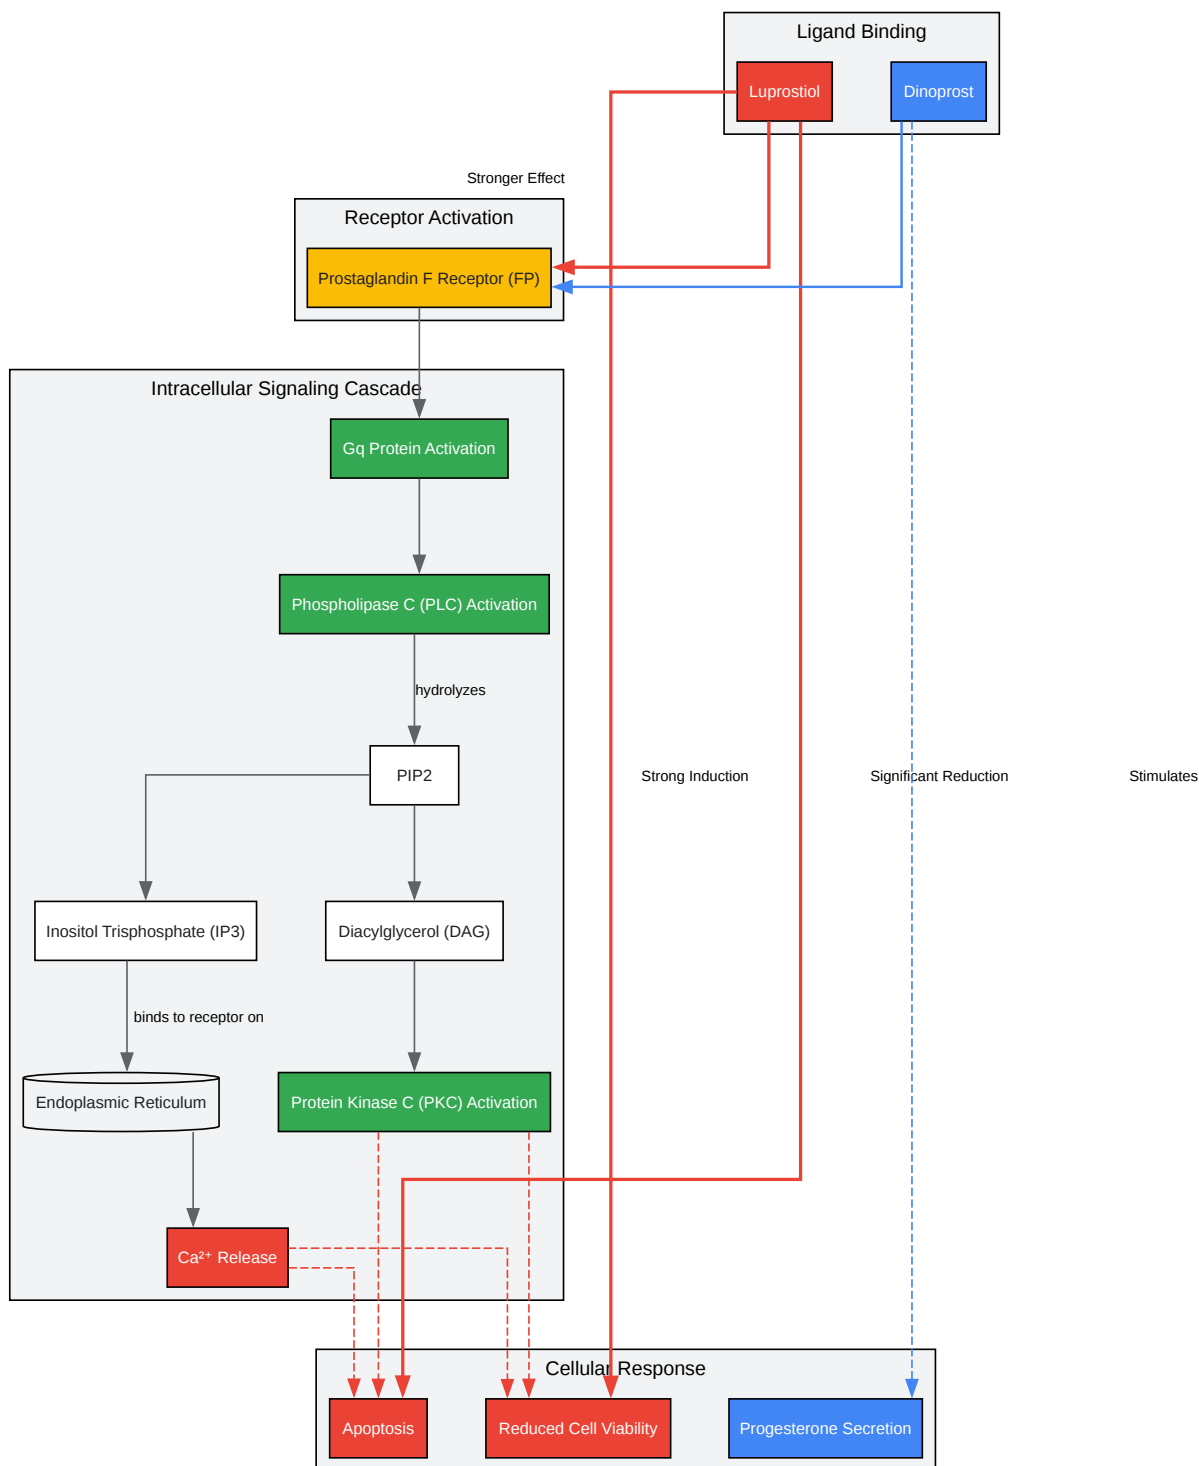 Ligand Binding
Luprostiol
Dinoprost
Stronger Effect
Receptor Activation
Prostaglandin F Receptor (FP)
Intracellular Signaling Cascade
Gq Protein Activation
Phospholipase C (PLC) Activation
hydrolyzes
PIP2
Strong Induction
Significant Reduction
Stimulates
Inositol Trisphosphate (IP3)
Diacylglycerol (DAG)
binds to receptor on
Endoplasmic Reticulum
Protein Kinase C (PKC) Activation
Ca²⁺ Release
Cellular Response
Apoptosis
Reduced Cell Viability
Progesterone Secretion